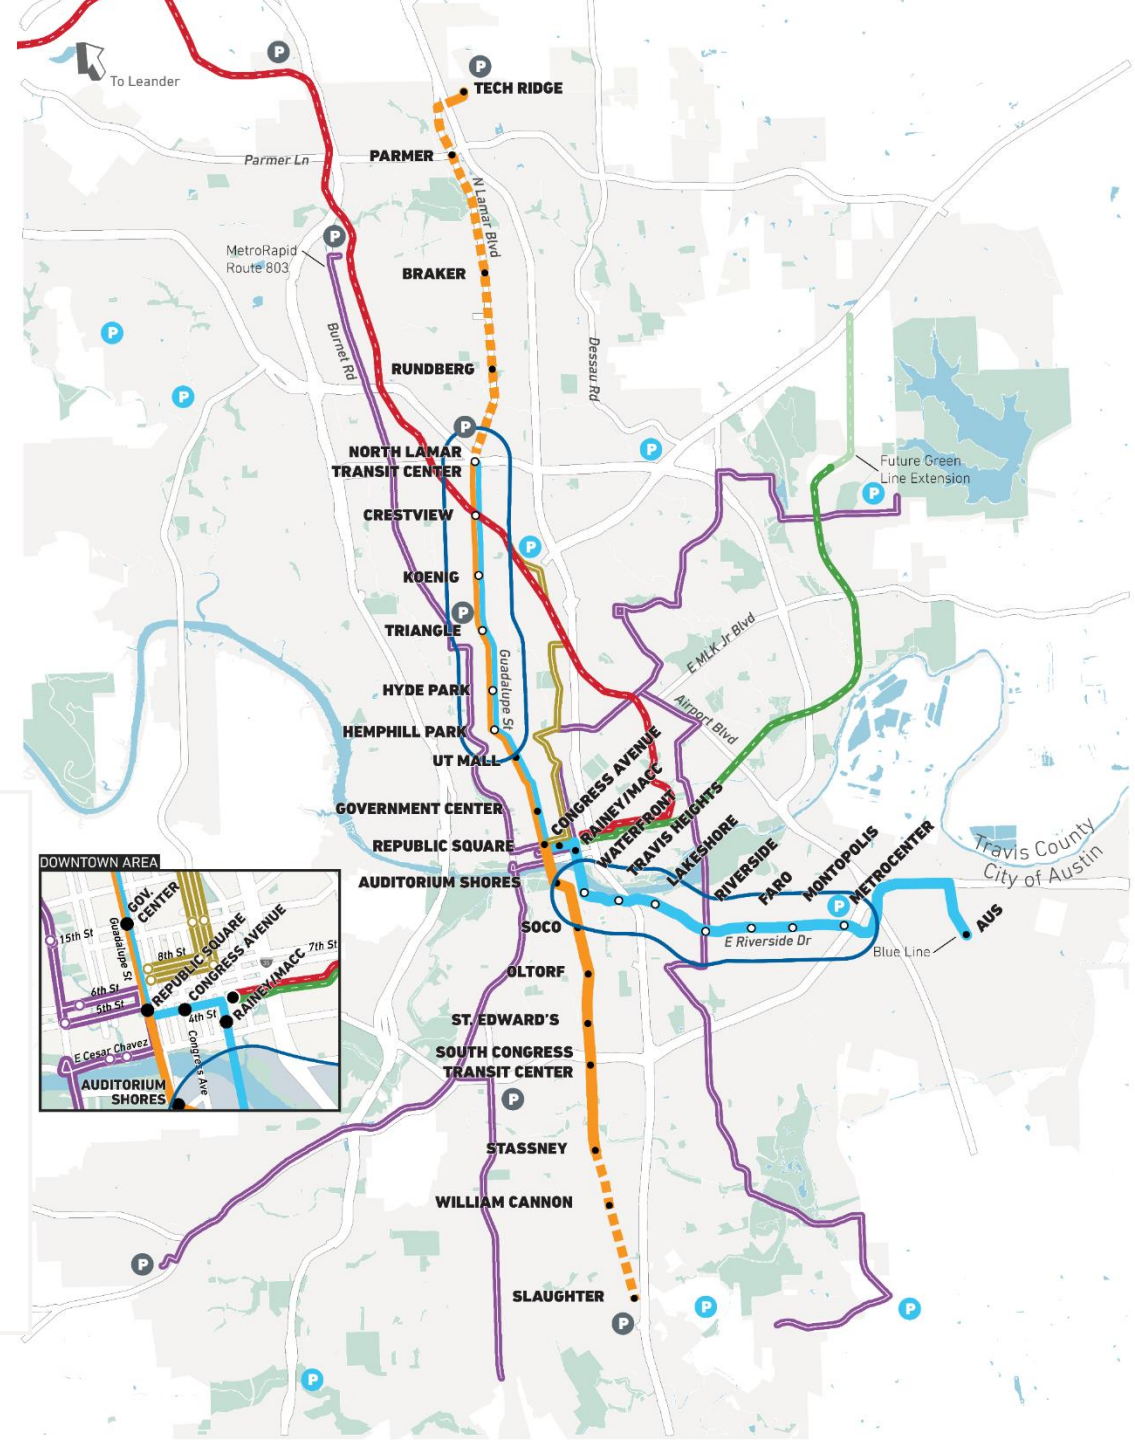 P
P
To Leander
TECH RIDGE
PARMER
Parmer Ln
N Lamar Blvd
P
MetroRapid
Route 803
BRAKER
P
Burnet Rd
Dessau Rd
RUNDBERG
P
P
NORTH LAMAR
TRANSIT CENTER
P
Future Green
Line Extension
P
CRESTVIEW
P
KOENIG
P
TRIANGLE
E MLK Jr Blvd
Guadalupe St
HYDE PARK
Airport Blvd
HEMPHILL PARK
UT MALL
GOVERNMENT CENTER
CONGRESS AVENUE
RAINEY/MACC
WATERFRONT
TRAVIS HEIGHTS
LAKESHORE
RIVERSIDE
FARO
MONTOPOLIS
METROCENTER
REPUBLIC SQUARE
Travis County
City of Austin
AUDITORIUM SHORES
P
AUS
SOCO
E Riverside Dr
Blue Line
OLTORF
ST. EDWARD'S
SOUTH CONGRESS
TRANSIT CENTER
P
STASSNEY
WILLIAM CANNON
P
SLAUGHTER
P
P
P
P
DOWNTOWN AREA
GOV.
CENTER
Guadalupe St
REPUBLIC SQUARE
CONGRESS AVENUE
RAINEY/MACC
15th St
8th St
7th St
6th St
5th St
4th St
E Cesar Chavez
Congress Ave
AUDITORIUM
SHORES